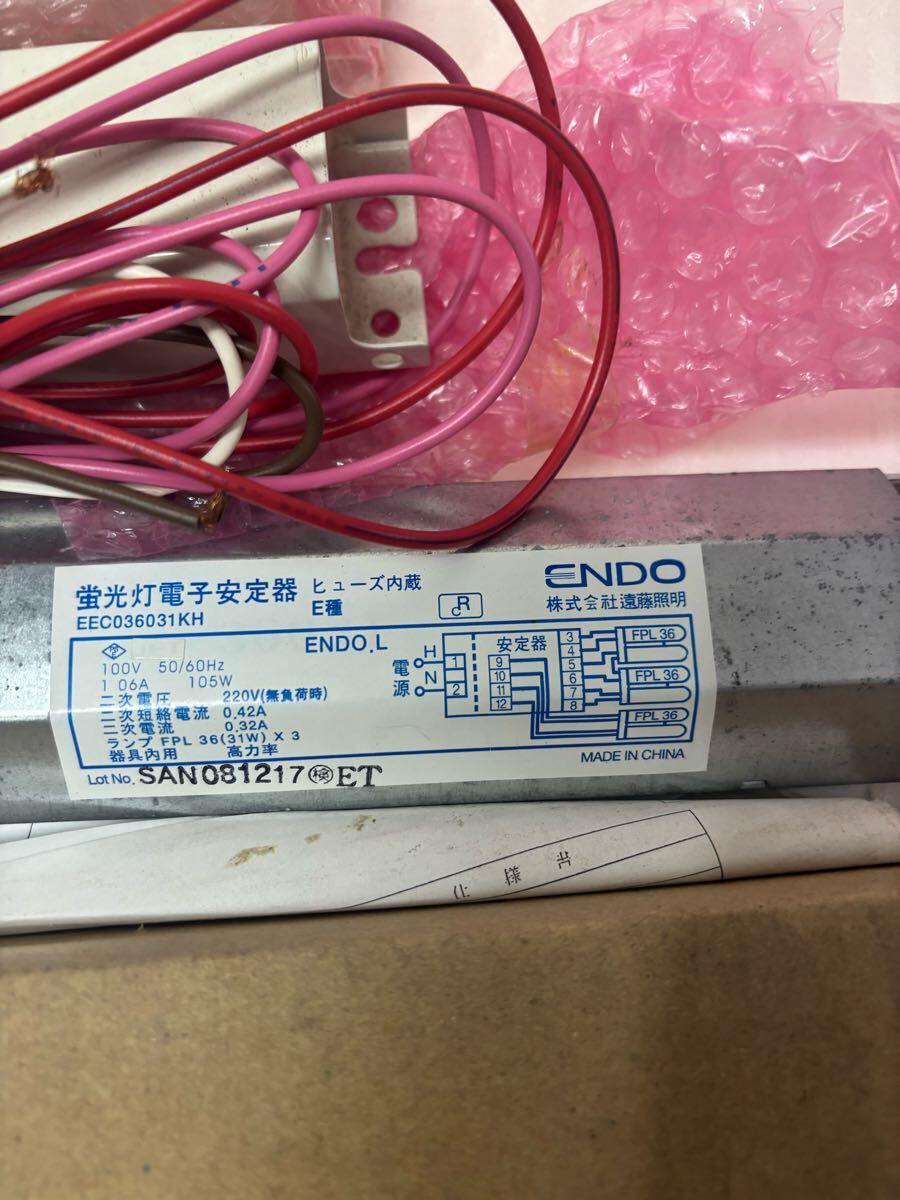 蛍光灯電子安定器
ヒューズ内蔵
E種
R
C
ENDO
株式会社遠藤照明
EEC036031KH
PS
E
ENDO.L
100V 50/60Hz
1 06A 105W
二次電圧 220V(無負荷時)
二次短絡電流 0.42A
二次電流 0.32A
ランプ FPL 36(31W) X 3
器具内用 高力率
電源
H
N
1
2
安定器
9
10
11
12
3
4
5
6
7
8
FPL 36
FPL 36
FPL 36
MADE IN CHINA
Lot No. SAN081217 検 ET
仕 様